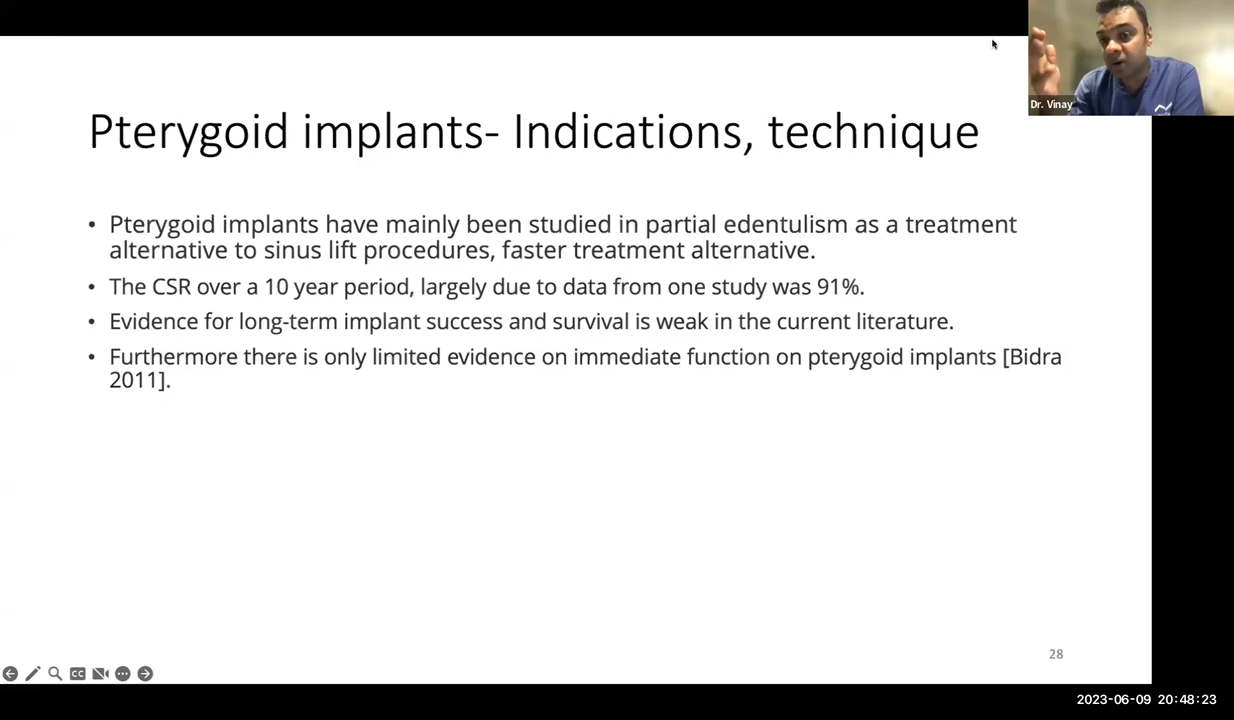 Dr. Vinay
Pterygoid implants- Indications, technique
• Pterygoid implants have mainly been studied in partial edentulism as a treatment
alternative to sinus lift procedures, faster treatment alternative.
• The CSR over a 10 year period, largely due to data from one study was 91%.
• Evidence for long-term implant success and survival is weak in the current literature.
• Furthermore there is only limited evidence on immediate function on pterygoid implants [Bidra
2011].
28
CC
2023-06-09 20:48:23